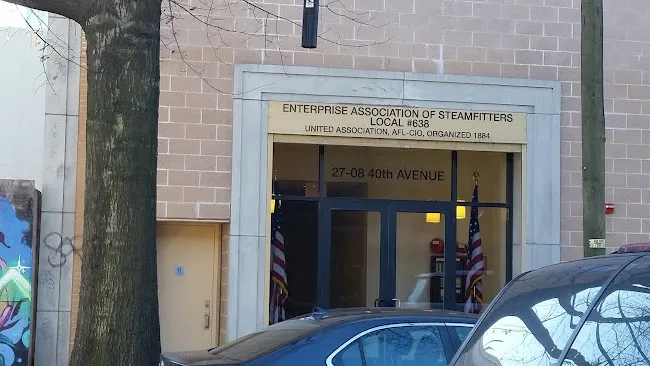 ENTERPRISE ASSOCIATION OF STEAMFITTERS
LOCAL #638
UNITED ASSOCIATION, AFL-CIO, ORGANIZED 1884
27-08 40th AVENUE